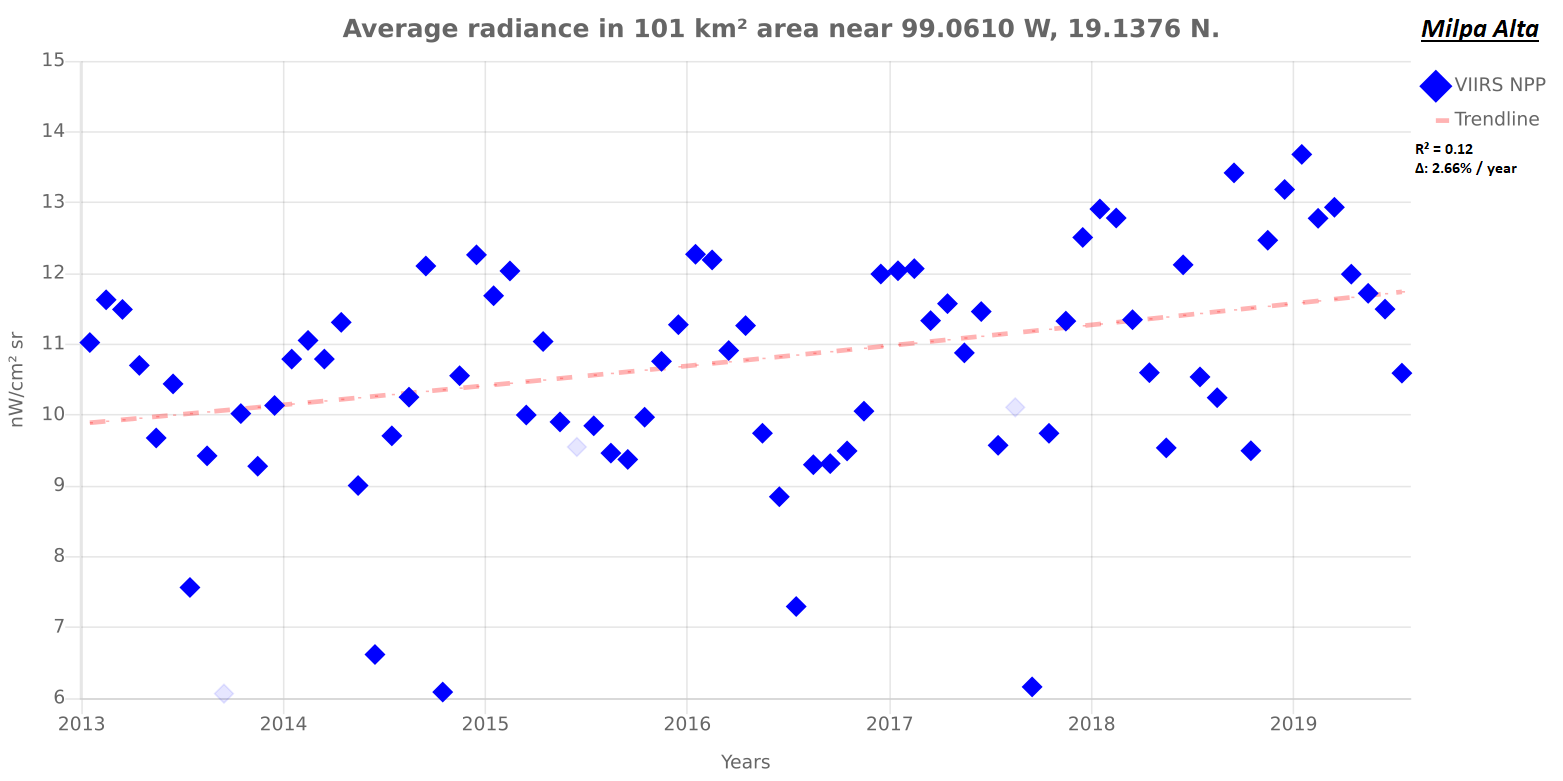 Average radiance in 101 km² area near 99.0610 W, 19.1376 N.
Milpa Alta
VIIRS NPP
Trendline
R² = 0.12
Δ: 2.66% / year
15
14
13
12
11
10
9
8
7
6
nW/cm² sr
2013 2014 2015 2016 2017 2018 2019
Years